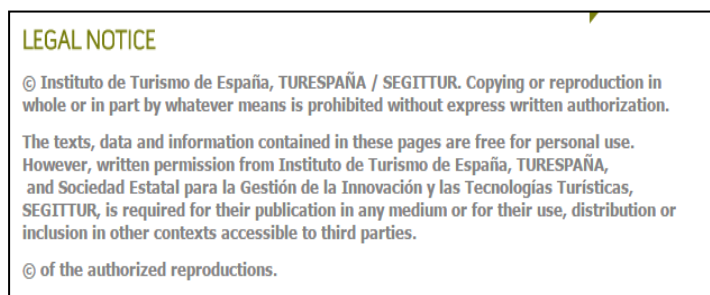 LEGAL NOTICE
© Instituto de Turismo de España, TURESPAÑA / SEGITTUR. Copying or reproduction in
whole or in part by whatever means is prohibited without express written authorization.
The texts, data and information contained in these pages are free for personal use.
However, written permission from Instituto de Turismo de España, TURESPAÑA,
and Sociedad Estatal para la Gestión de la Innovación y las Tecnologías Turísticas,
SEGITTUR, is required for their publication in any medium or for their use, distribution or
inclusion in other contexts accessible to third parties.
© of the authorized reproductions.